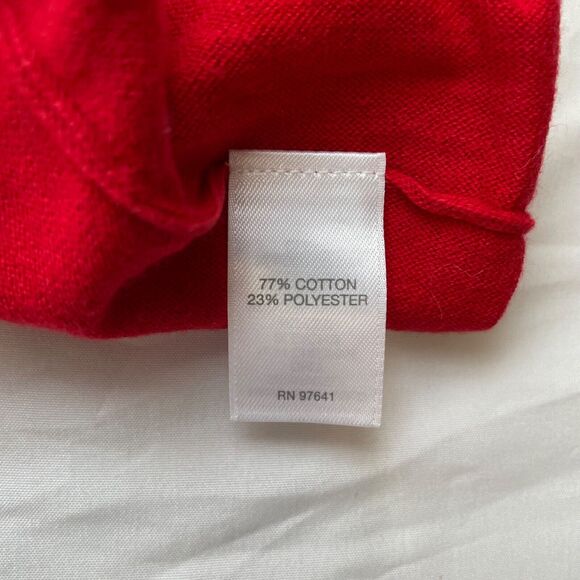 77% COTTON
23% POLYESTER
RN 97641